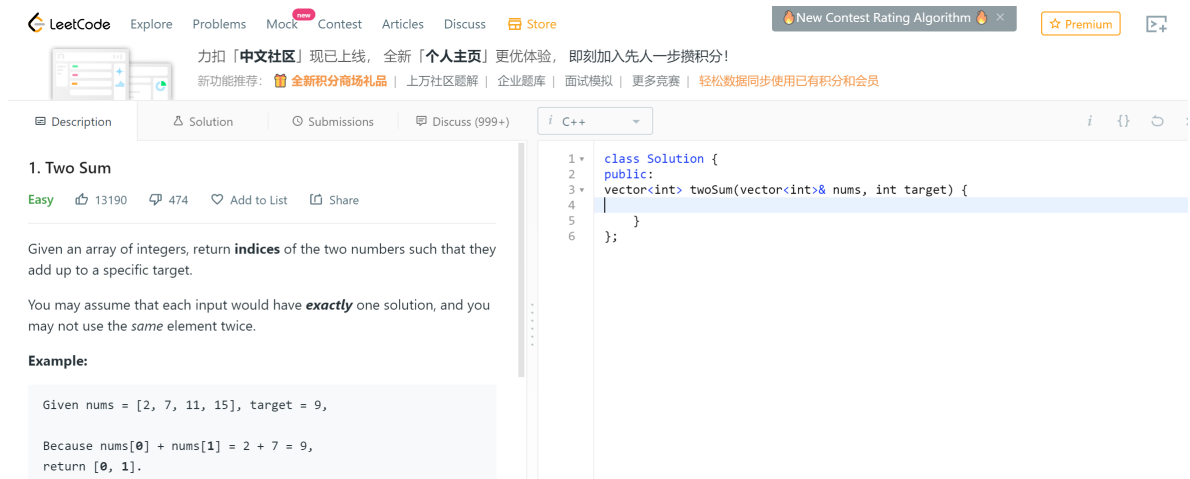 LeetCode Explore Problems Mock new Contest Articles Discuss Store
🔥New Contest Rating Algorithm 🔥 ×
Premium
力扣「中文社区」现已上线， 全新「个人主页」更优体验， 即刻加入先人一步攒积分！
新功能推荐： 全新积分商场礼品 | 上万社区题解 | 企业题库 | 面试模拟 | 更多竞赛 | 轻松数据同步使用已有积分和会员
Description Solution Submissions Discuss (999+)
i C++
i {}
1. Two Sum
Easy 13190 474 Add to List Share
Given an array of integers, return indices of the two numbers such that they
add up to a specific target.
You may assume that each input would have exactly one solution, and you
may not use the same element twice.
Example:
Given nums = [2, 7, 11, 15], target = 9,
Because nums[0] + nums[1] = 2 + 7 = 9,
return [0, 1].
1 class Solution {
2 public:
3 vector<int> twoSum(vector<int>& nums, int target) {
4
5 }
6 };